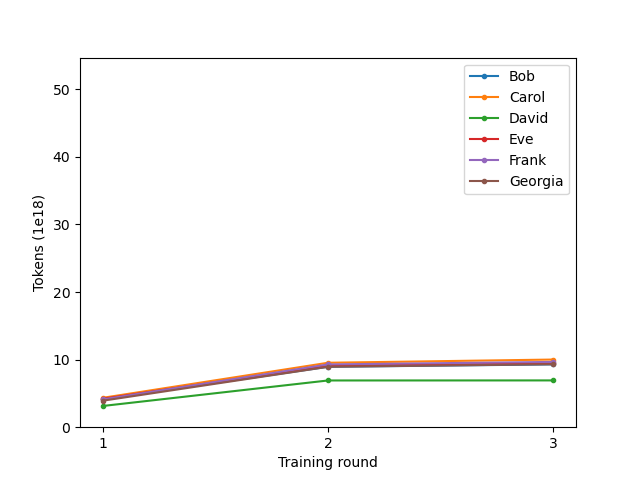 50
40
30
20
10
0
Tokens (1e18)
1
2
3
Training round
Bob
Carol
David
Eve
Frank
Georgia